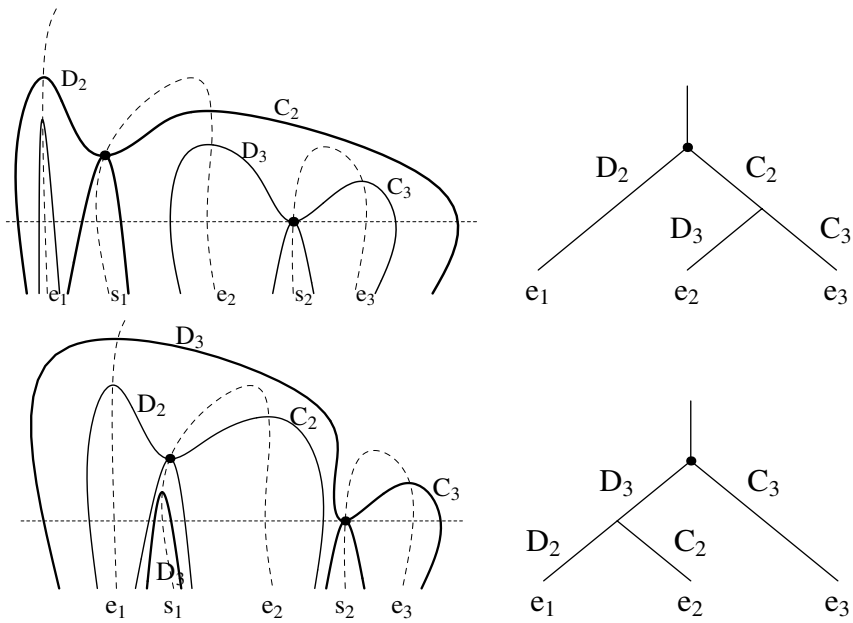 D₂
C₂
D₃
C₃
e₁ s₁ e₂ s₂ e₃
D₂ C₂
D₃ C₃
e₁ e₂ e₃
D₃
D₂
C₂
C₃
D₃
e₁ s₁ e₂ s₂ e₃
D₃ C₃
D₂ C₂
e₁ e₂ e₃